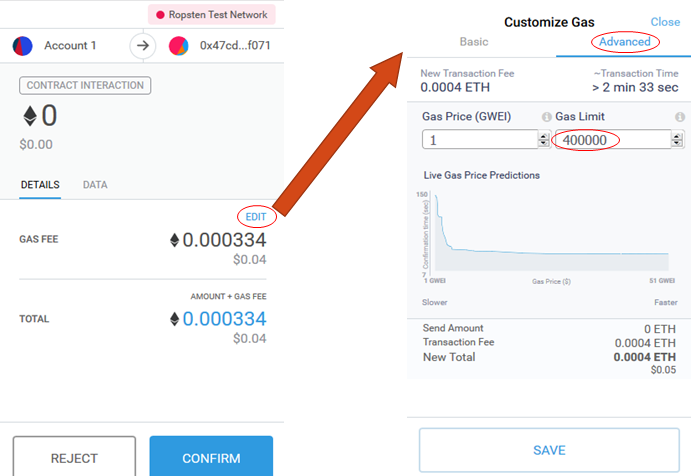 Ropsten Test Network
Account 1
0x47cd...f071
CONTRACT INTERACTION
0
$0.00
DETAILS DATA
EDIT
GAS FEE
0.000334
$0.04
AMOUNT + GAS FEE
TOTAL
0.000334
$0.04
REJECT
CONFIRM
Customize Gas
Close
Basic
Advanced
New Transaction Fee
0.0004 ETH
~Transaction Time
> 2 min 33 sec
Gas Price (GWEI)
Gas Limit
1
400000
Live Gas Price Predictions
150
Confirmation time (sec)
7
1 GWEI
Gas Price ($)
51 GWEI
Slower
Faster
Send Amount 0 ETH
Transaction Fee 0.0004 ETH
New Total 0.0004 ETH
$0.05
SAVE